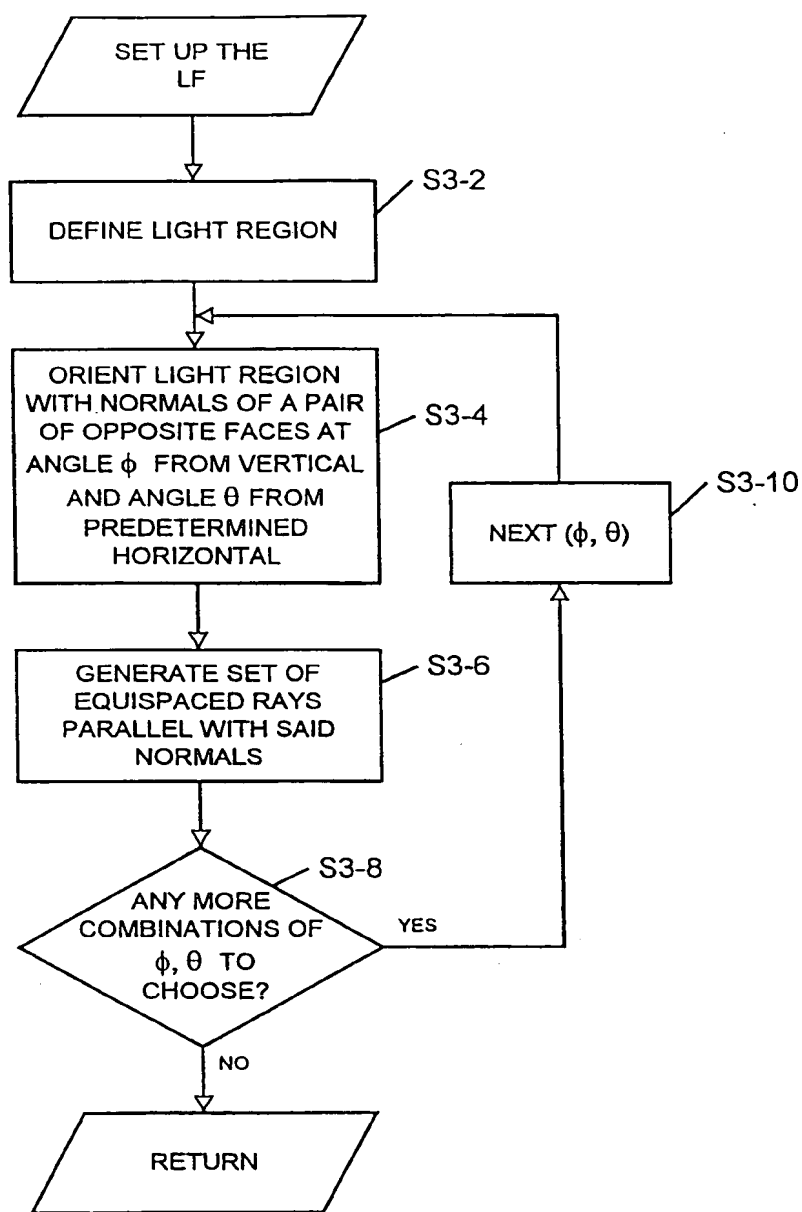 SET UP THE
LF
S3-2
DEFINE LIGHT REGION
ORIENT LIGHT REGION
WITH NORMALS OF A PAIR
OF OPPOSITE FACES AT
ANGLE ϕ FROM VERTICAL
AND ANGLE θ FROM
PREDETERMINED
HORIZONTAL
S3-4
S3-10
NEXT (ϕ, θ)
GENERATE SET OF
EQUISPACED RAYS
PARALLEL WITH SAID
NORMALS
S3-6
S3-8
ANY MORE
COMBINATIONS OF
ϕ, θ TO
CHOOSE?
YES
NO
RETURN